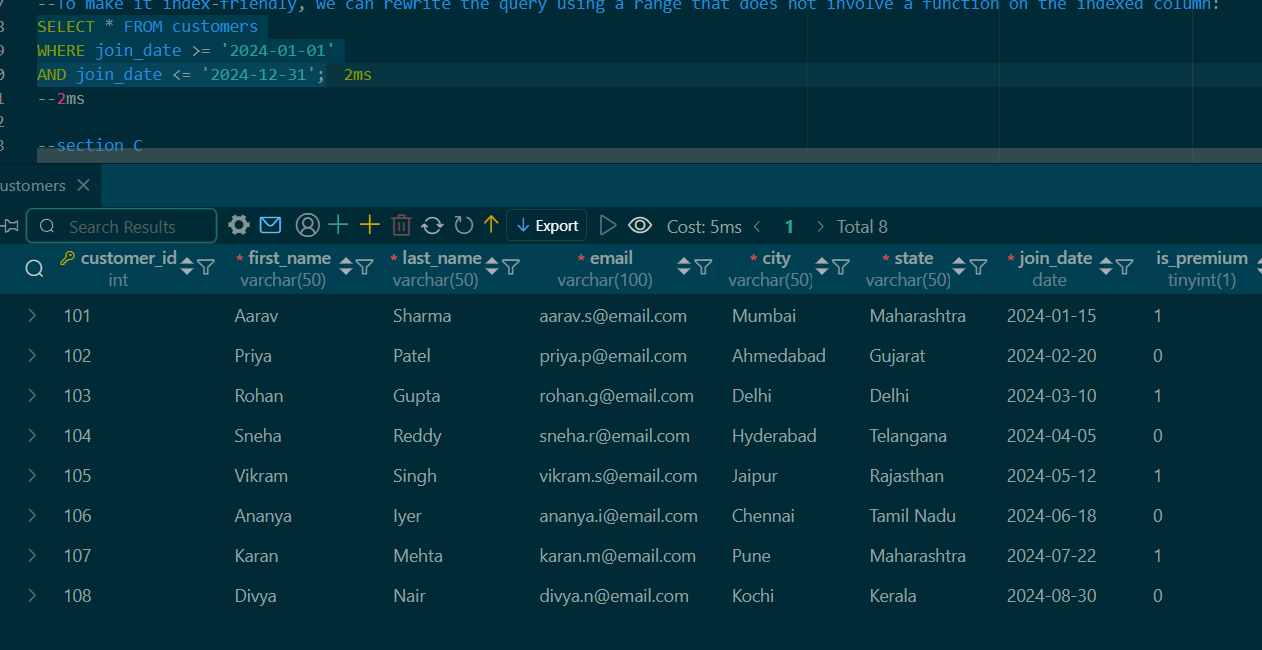 --To make it index-friendly, we can rewrite the query using a range that does not involve a function on the indexed column:
SELECT * FROM customers
WHERE join_date >= '2024-01-01'
AND join_date <= '2024-12-31'; 2ms
--2ms
--section C
ustomers
Search Results Export Cost: 5ms 1 Total 8
customer_id * first_name * last_name * email * city * state * join_date is_premium
int varchar(50) varchar(50) varchar(100) varchar(50) varchar(50) date tinyint(1)
101 Aarav Sharma aarav.s@email.com Mumbai Maharashtra 2024-01-15 1
102 Priya Patel priya.p@email.com Ahmedabad Gujarat 2024-02-20 0
103 Rohan Gupta rohan.g@email.com Delhi Delhi 2024-03-10 1
104 Sneha Reddy sneha.r@email.com Hyderabad Telangana 2024-04-05 0
105 Vikram Singh vikram.s@email.com Jaipur Rajasthan 2024-05-12 1
106 Ananya Iyer ananya.i@email.com Chennai Tamil Nadu 2024-06-18 0
107 Karan Mehta karan.m@email.com Pune Maharashtra 2024-07-22 1
108 Divya Nair divya.n@email.com Kochi Kerala 2024-08-30 0